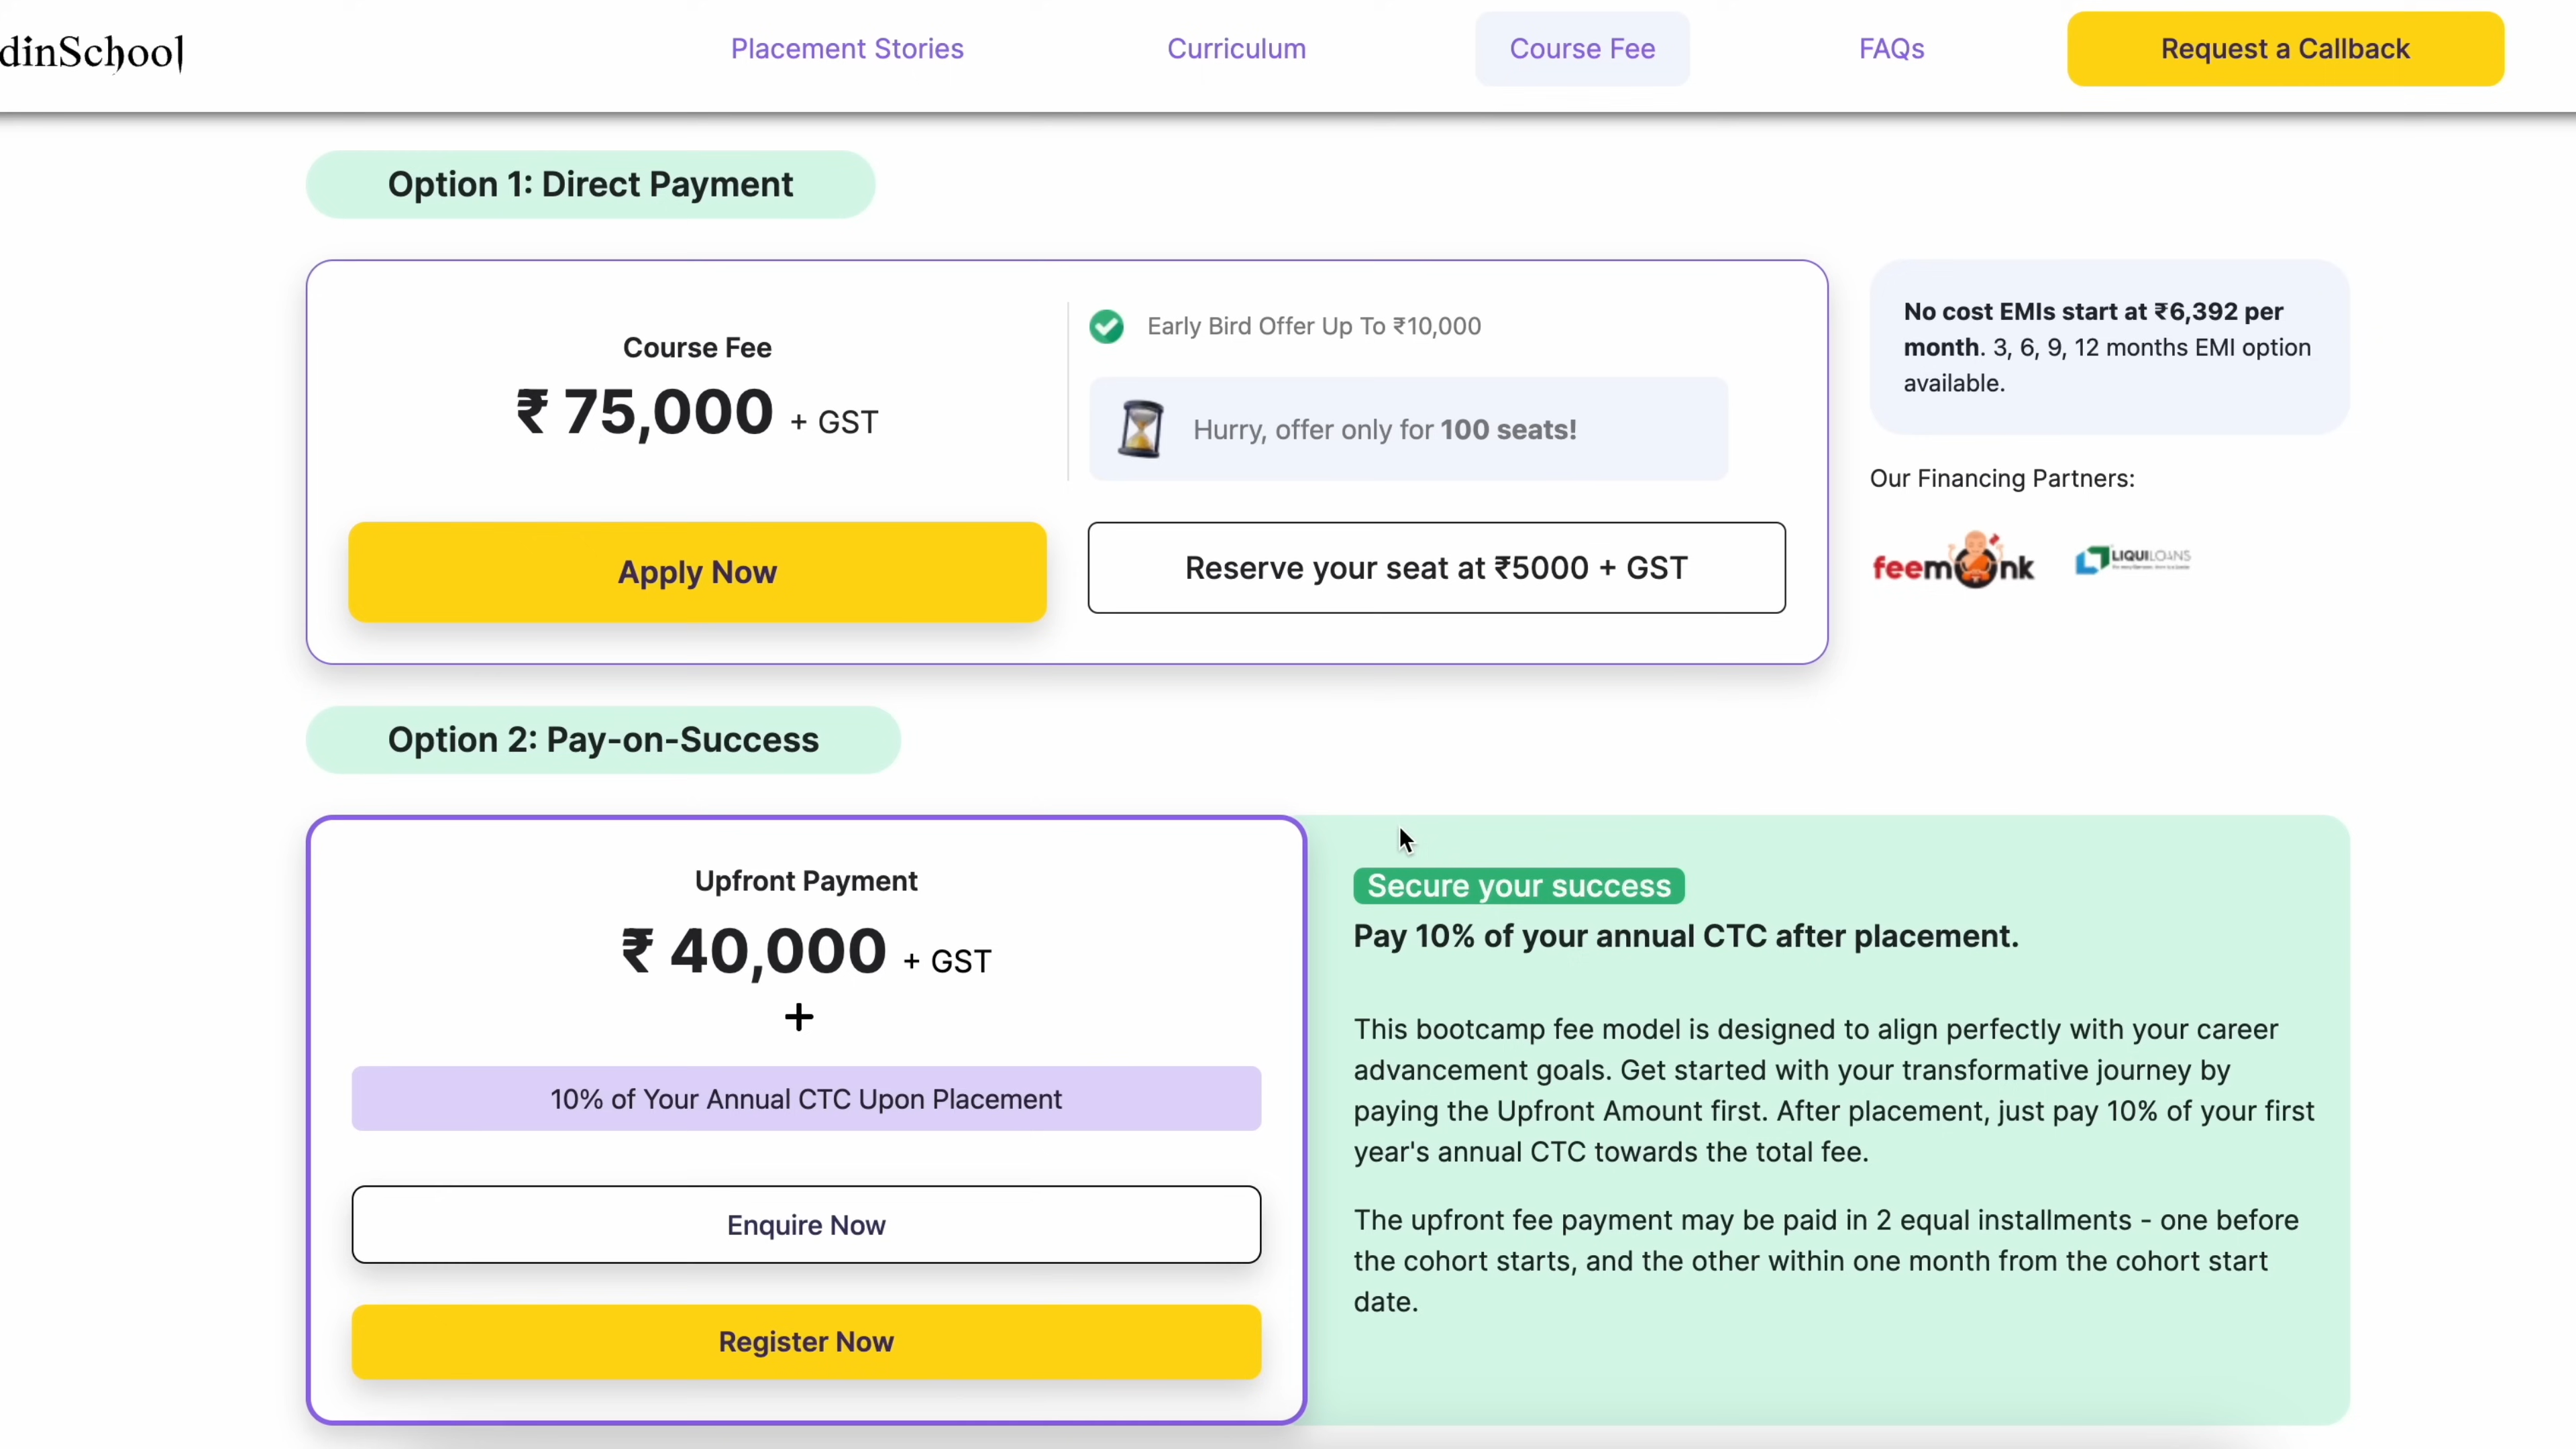 dinSchool
Placement Stories
Curriculum
Course Fee
FAQs
Request a Callback
Option 1: Direct Payment
Course Fee
₹ 75,000 + GST
Early Bird Offer Up To ₹10,000
Hurry, offer only for 100 seats!
Apply Now
Reserve your seat at ₹5000 + GST
No cost EMIs start at ₹6,392 per
month. 3, 6, 9, 12 months EMI option
available.
Our Financing Partners:
feemonk
LIQUILOANS
Option 2: Pay-on-Success
Upfront Payment
₹ 40,000 + GST
+
10% of Your Annual CTC Upon Placement
Enquire Now
Register Now
Secure your success
Pay 10% of your annual CTC after placement.
This bootcamp fee model is designed to align perfectly with your career
advancement goals. Get started with your transformative journey by
paying the Upfront Amount first. After placement, just pay 10% of your first
year's annual CTC towards the total fee.
The upfront fee payment may be paid in 2 equal installments - one before
the cohort starts, and the other within one month from the cohort start
date.